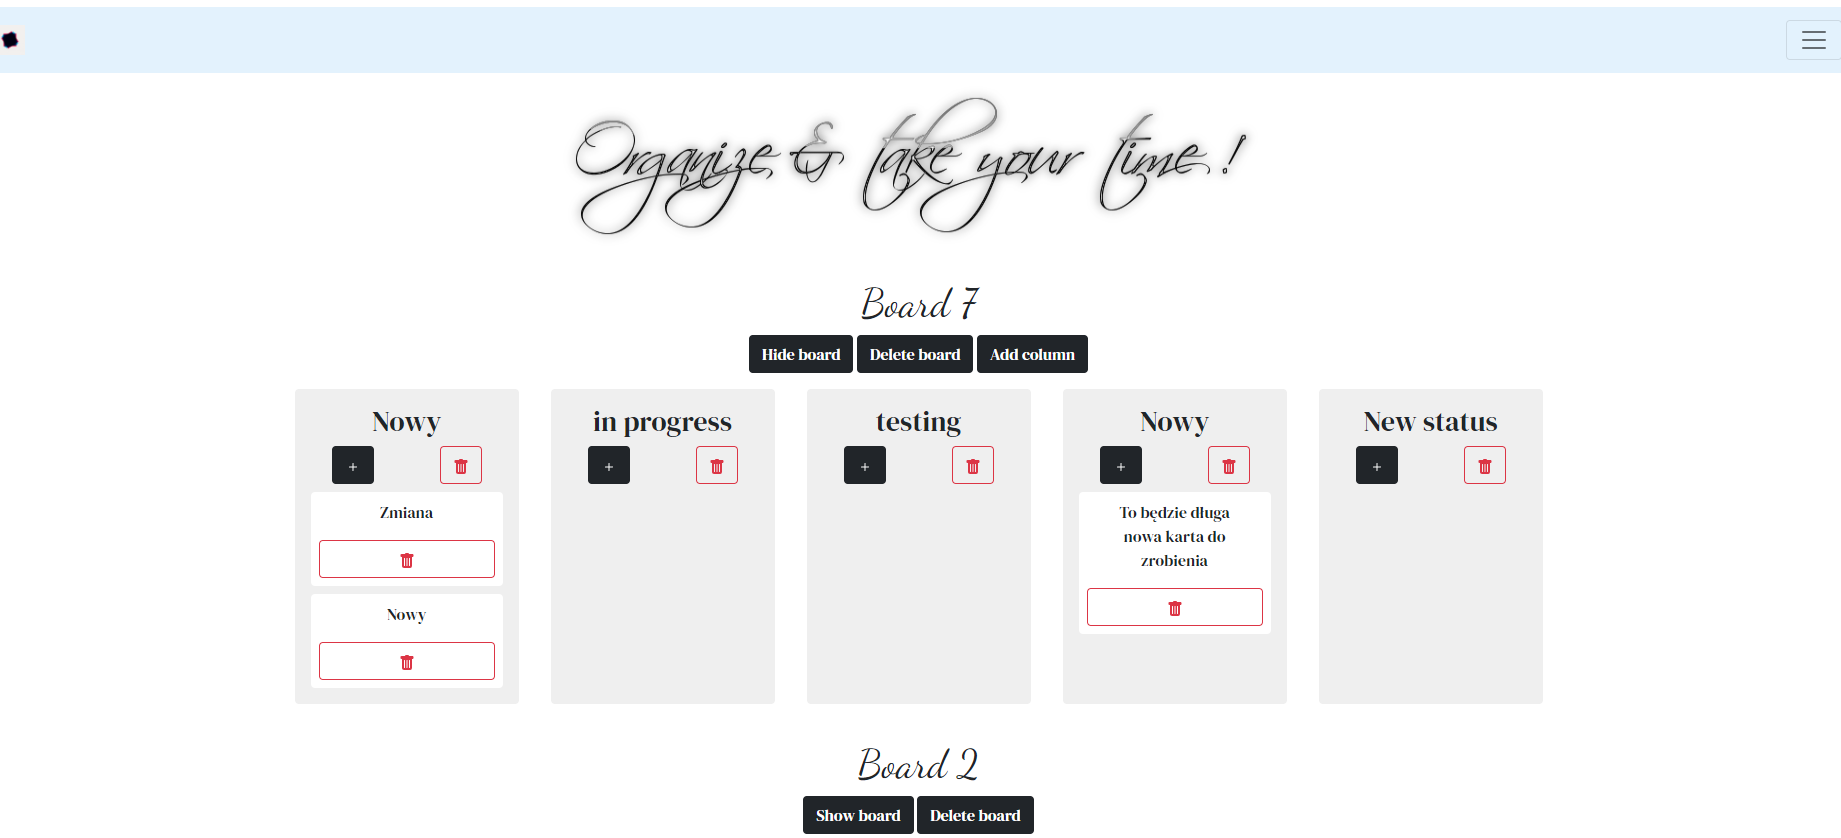 Organize & take your time !
Board 7
Hide board Delete board Add column
Nowy in progress testing Nowy New status
+ + + + +
Zmiana
Nowy
To będzie długa
nowa karta do
zrobienia
Board 2
Show board Delete board